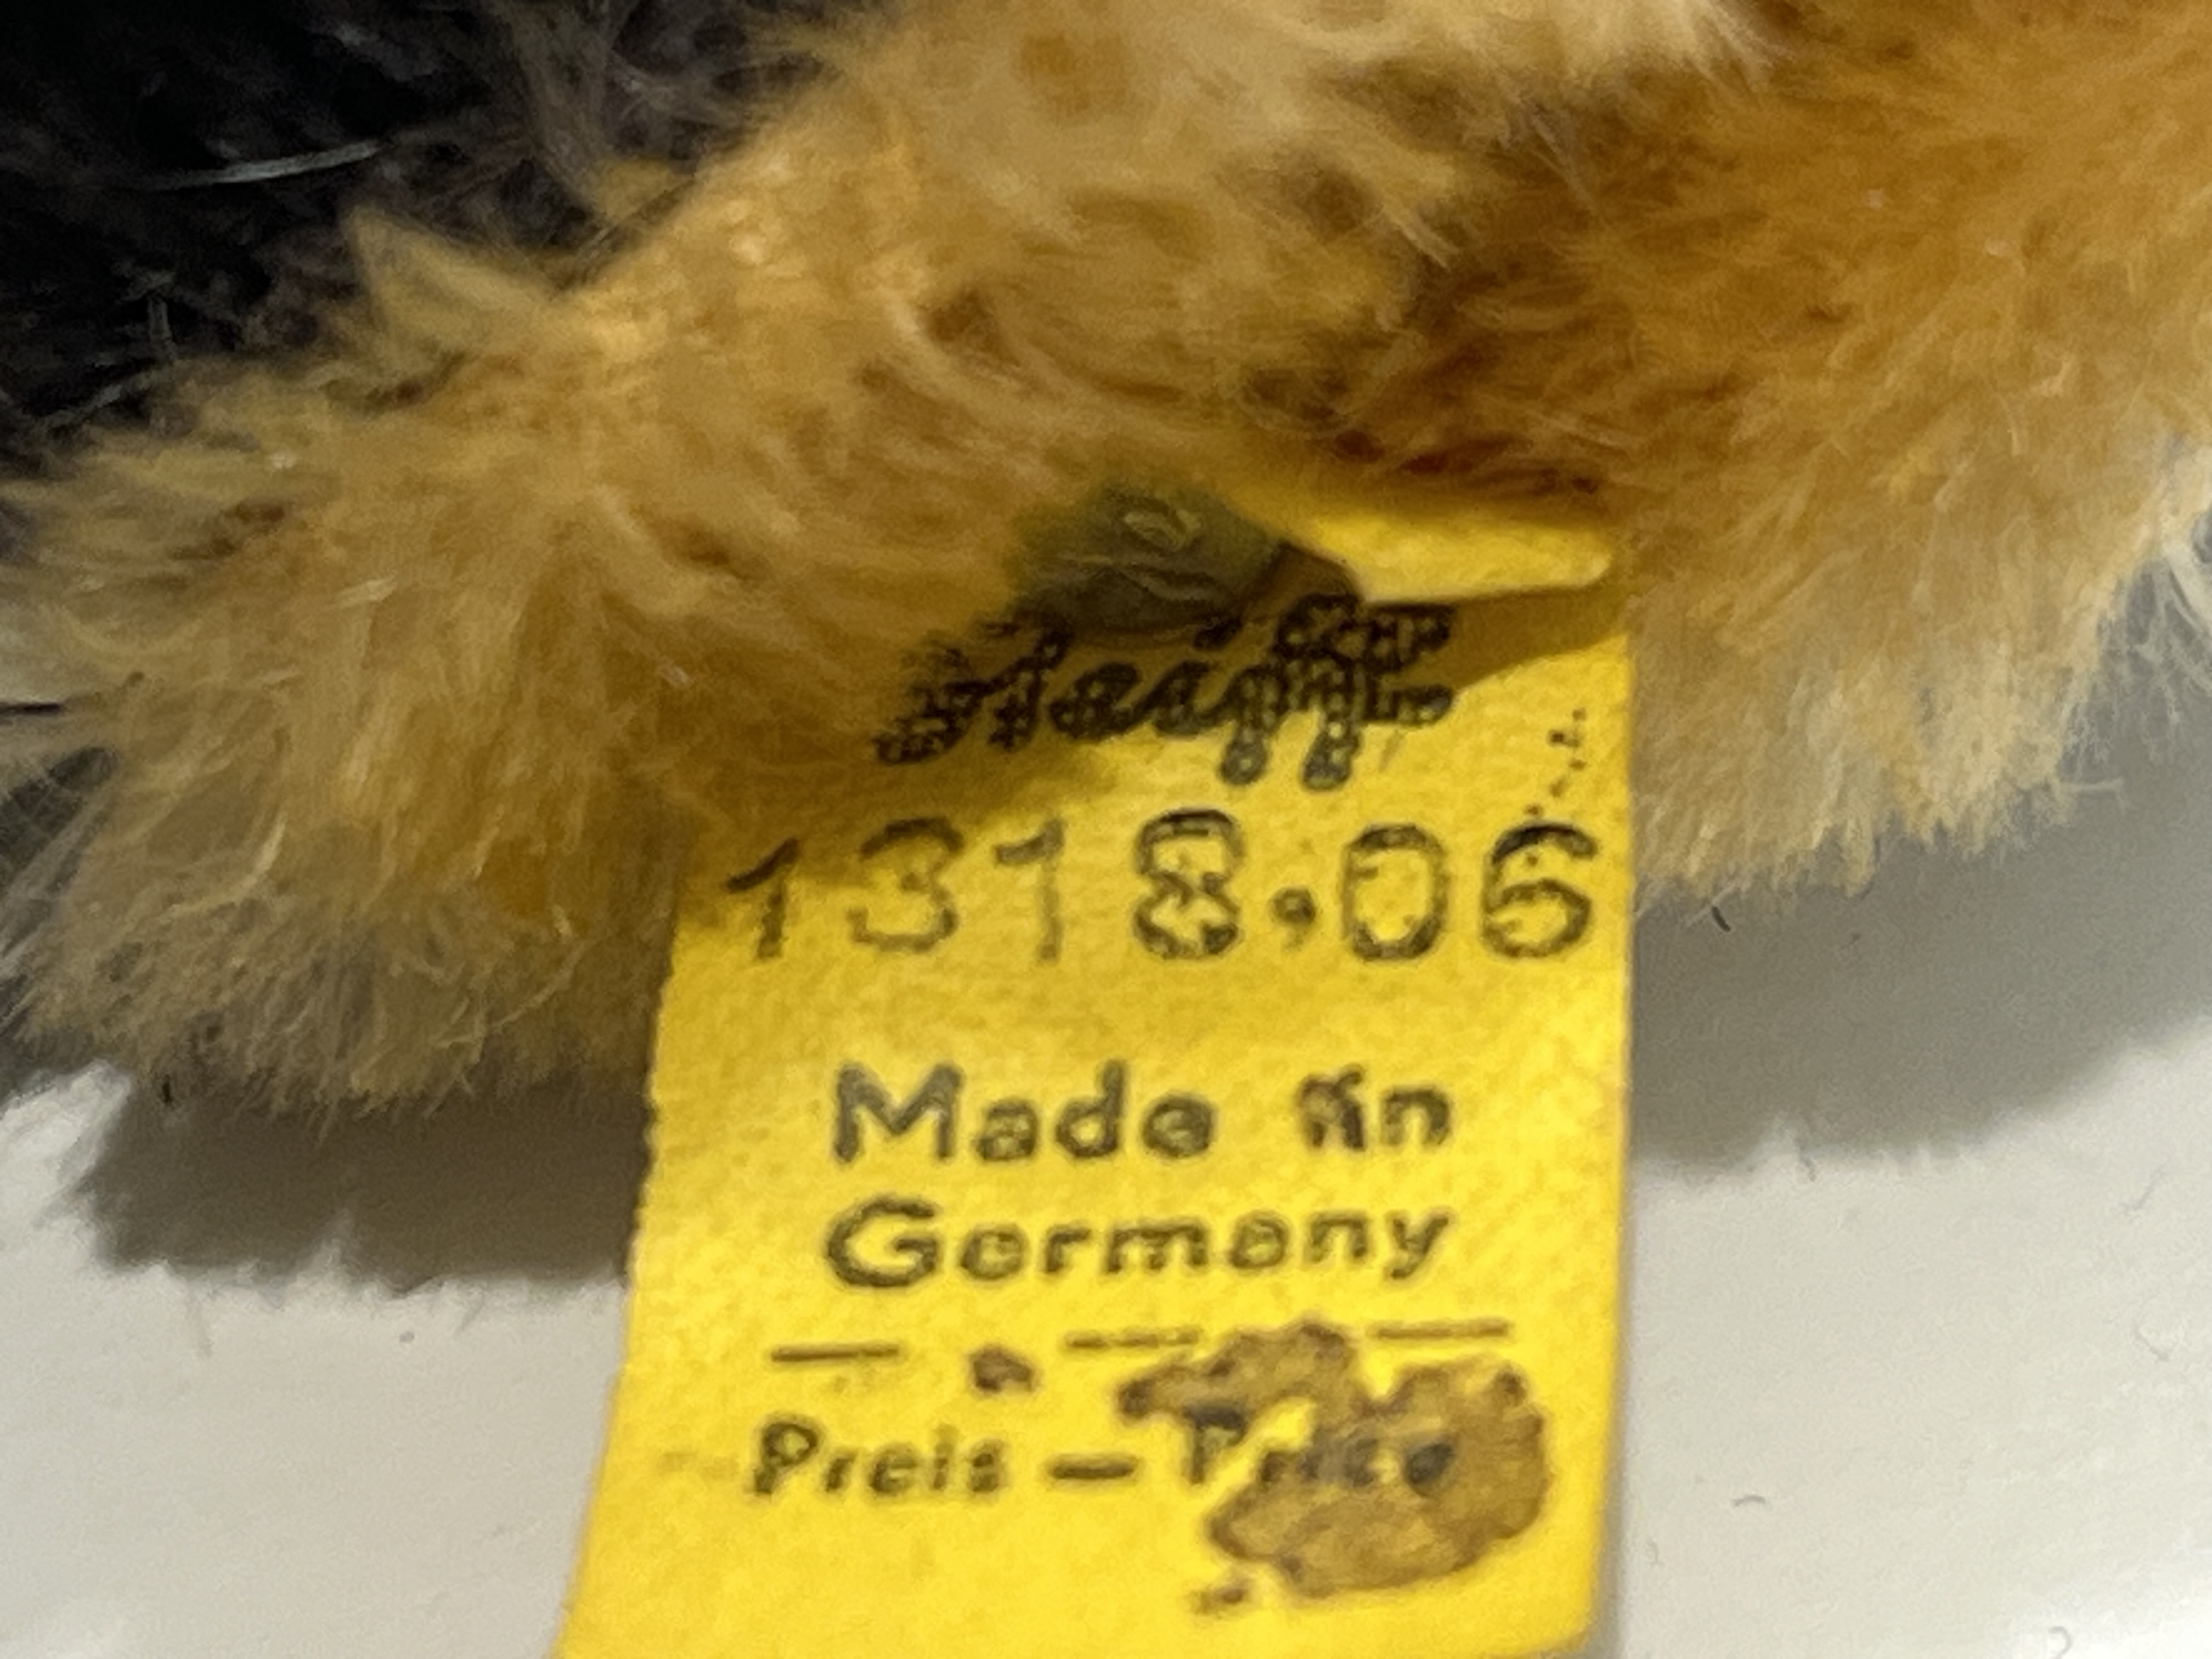 Steiff
1318,06
Made in
Germany
Preis — Price